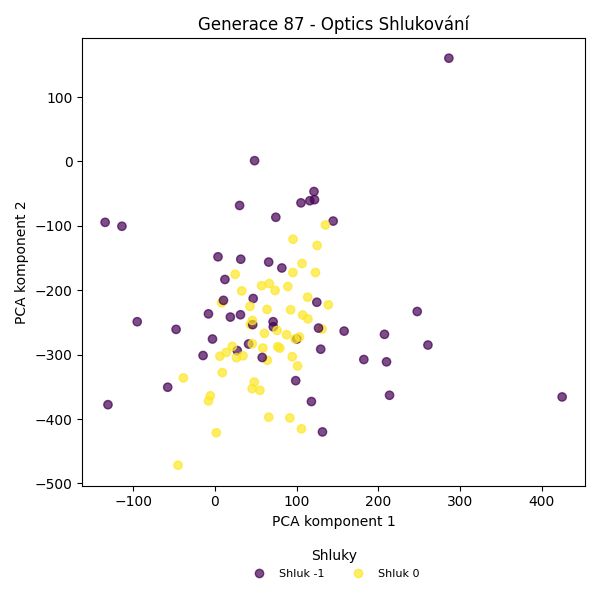 Generace 87 - Optics Shlukování
PCA komponent 2
100
0
−100
−200
−300
−400
−500
−100
0
100
200
300
400
PCA komponent 1
Shluky
Shluk -1
Shluk 0